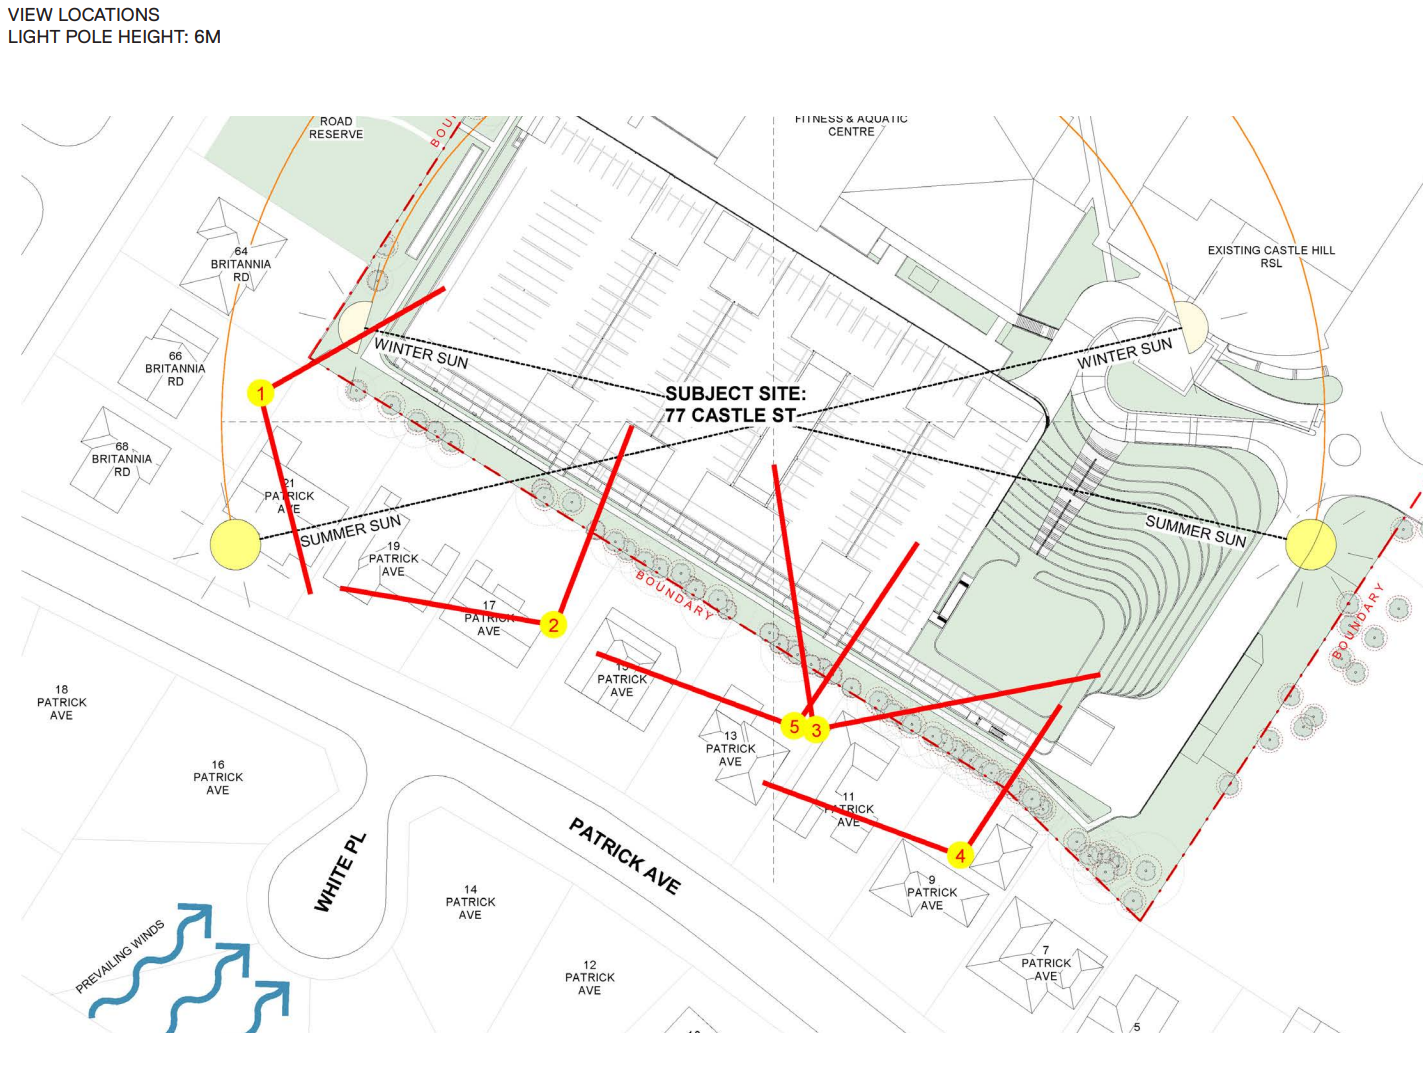 VIEW LOCATIONS
LIGHT POLE HEIGHT: 6M
ROAD
RESERVE
FITNESS & AQUATIC
CENTRE
64
BRITANNIA
RD
EXISTING CASTLE HILL
RSL
66
BRITANNIA
RD
WINTER SUN
WINTER SUN
SUBJECT SITE:
77 CASTLE ST
1
68
BRITANNIA
RD
21
PATRICK
AVE
SUMMER SUN
SUMMER SUN
19
PATRICK
AVE
BOUNDARY
BOUNDARY
17
PATRICK
AVE
2
15
PATRICK
AVE
18
PATRICK
AVE
5
3
13
PATRICK
AVE
16
PATRICK
AVE
11
PATRICK
AVE
4
PATRICK AVE
WHITE PL
14
PATRICK
AVE
9
PATRICK
AVE
PREVAILING WINDS
7
PATRICK
AVE
12
PATRICK
AVE
5